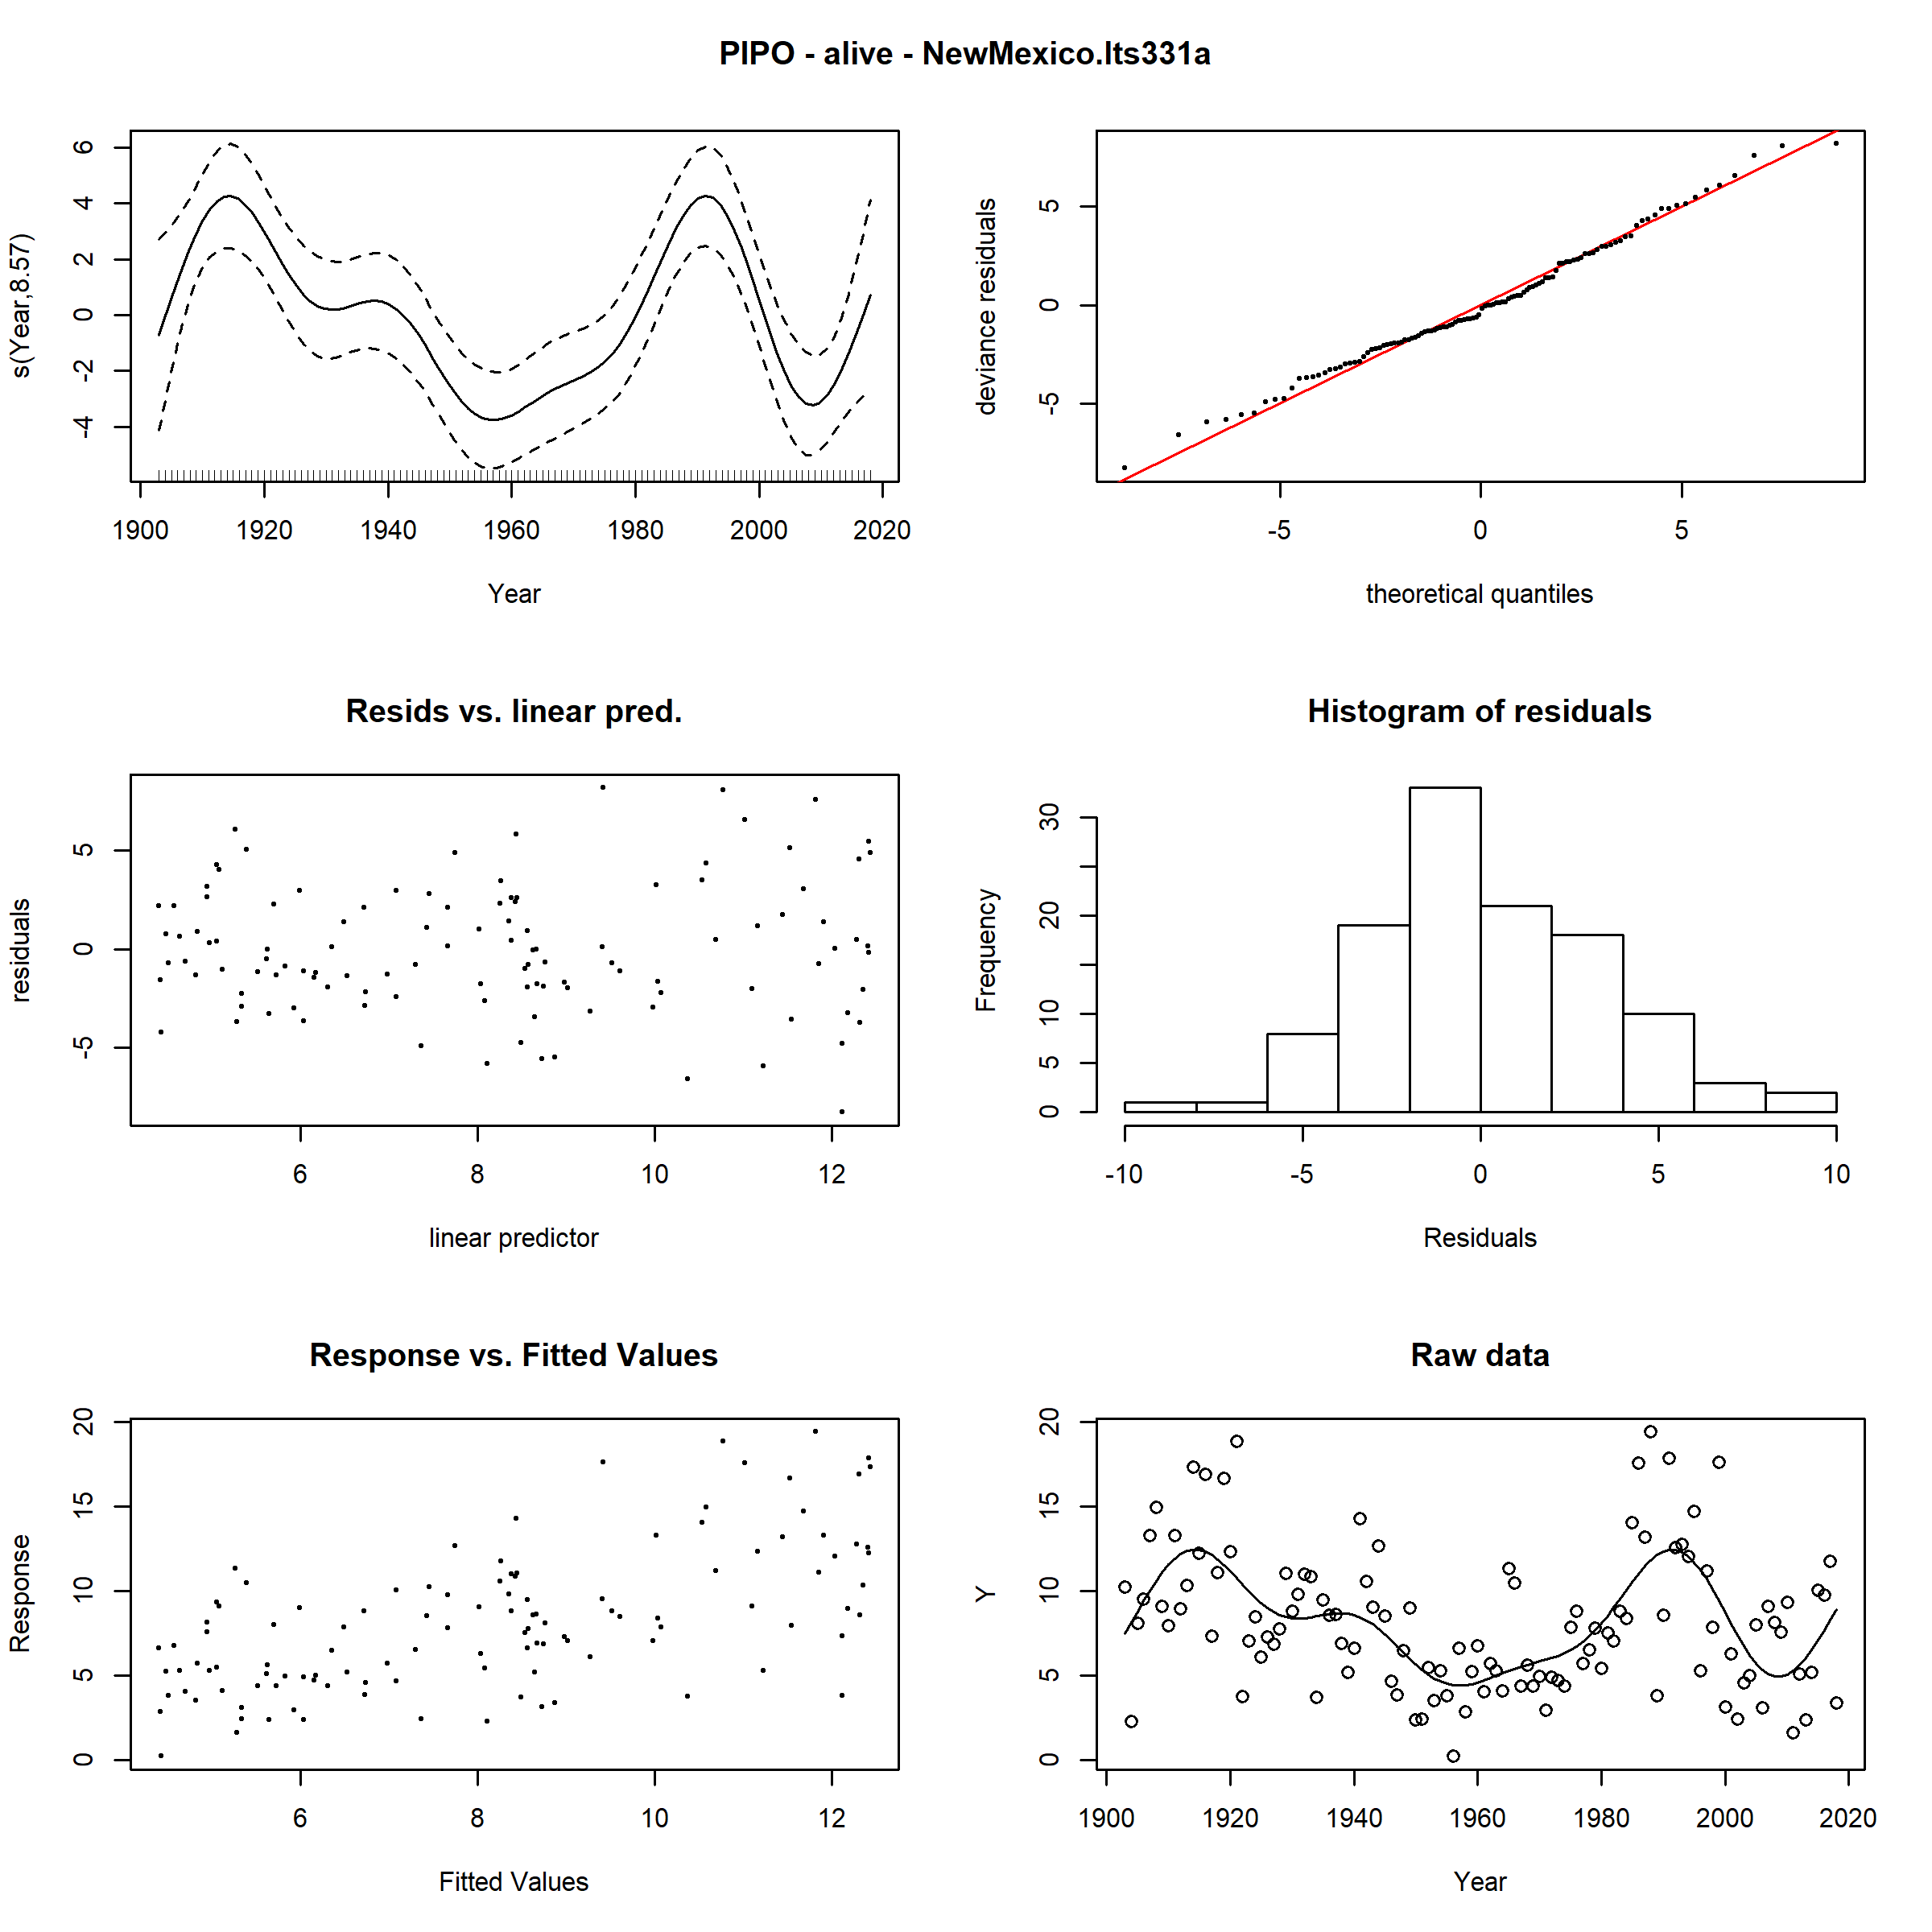 PIPO - alive - NewMexico.lts331a
s(Year,8.57)
6
4
2
0
-2
-4
1900 1920 1940 1960 1980 2000 2020
Year
deviance residuals
5
0
-5
-5 0 5
theoretical quantiles
Resids vs. linear pred.
residuals
5
0
-5
6 8 10 12
linear predictor
Histogram of residuals
Frequency
30
20
10
5
0
-10 -5 0 5 10
Residuals
Response vs. Fitted Values
Response
20
15
10
5
0
6 8 10 12
Fitted Values
Raw data
Y
20
15
10
5
0
1900 1920 1940 1960 1980 2000 2020
Year